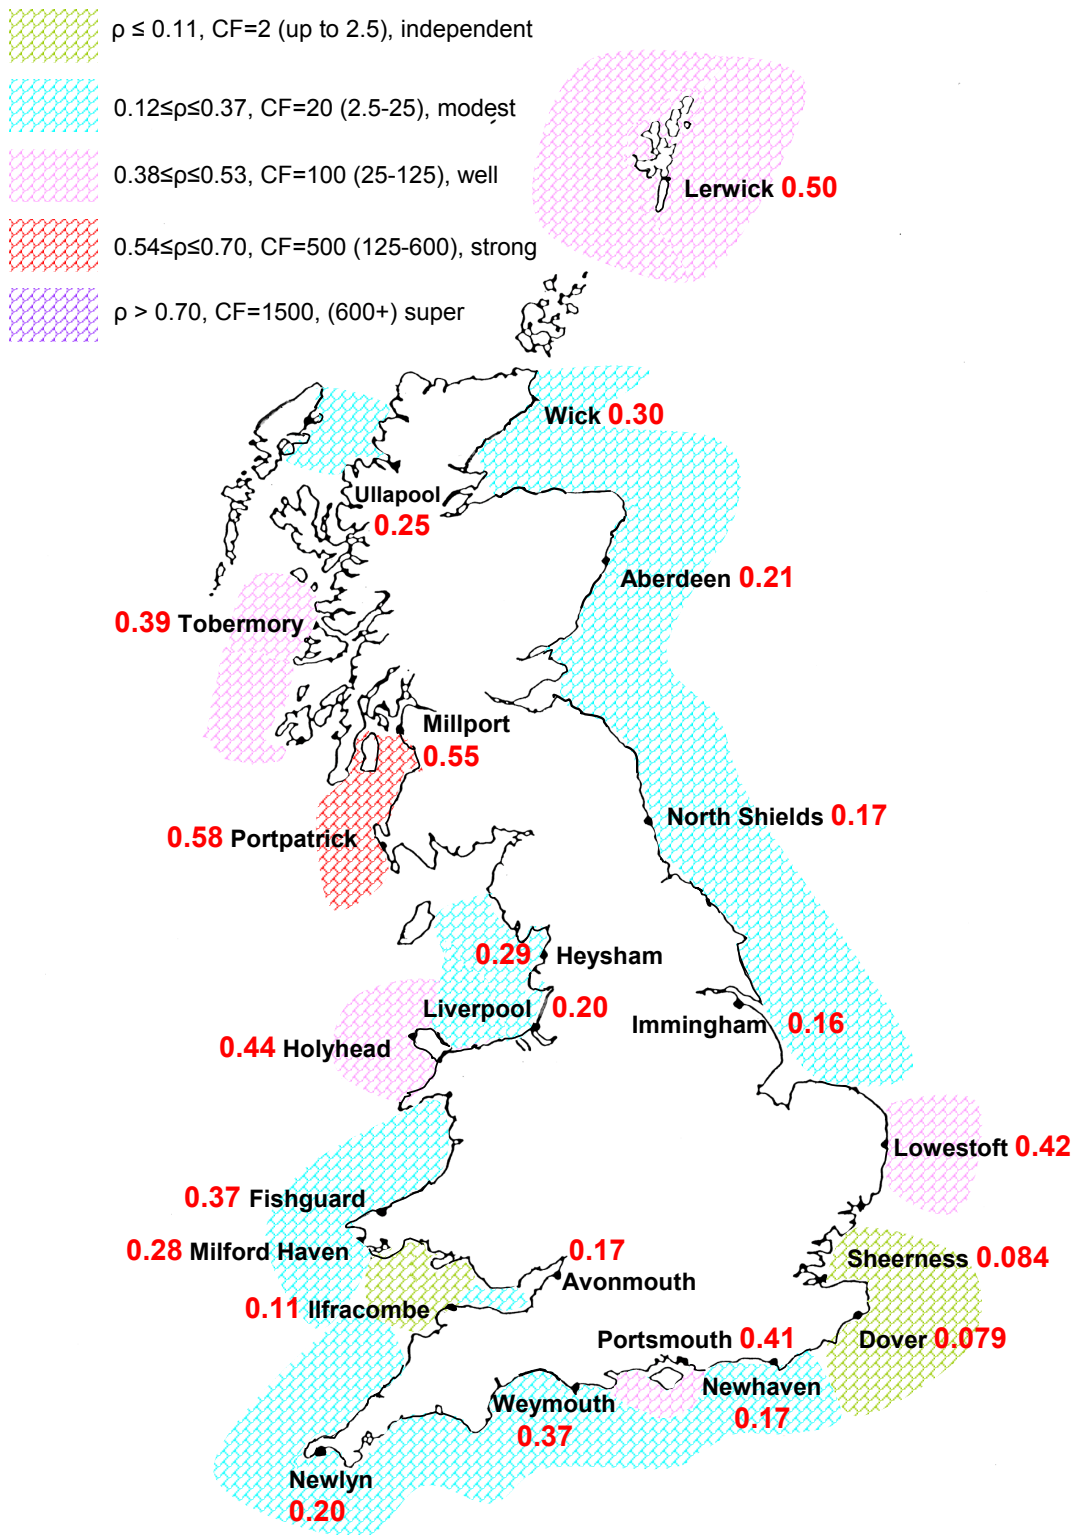 ρ ≤ 0.11, CF=2 (up to 2.5), independent
0.12≤ρ≤0.37, CF=20 (2.5-25), modest
0.38≤ρ≤0.53, CF=100 (25-125), well
0.54≤ρ≤0.70, CF=500 (125-600), strong
ρ > 0.70, CF=1500, (600+) super
Lerwick 0.50
Wick 0.30
Ullapool
0.25
Aberdeen 0.21
0.39 Tobermory
Millport
0.55
North Shields 0.17
0.58 Portpatrick
0.29 Heysham
Liverpool 0.20
Immingham 0.16
0.44 Holyhead
Lowestoft 0.42
0.37 Fishguard
0.28 Milford Haven
0.17
Avonmouth
Sheerness 0.084
0.11 Ilfracombe
Portsmouth 0.41
Dover 0.079
Newhaven
0.17
Weymouth
0.37
Newlyn
0.20